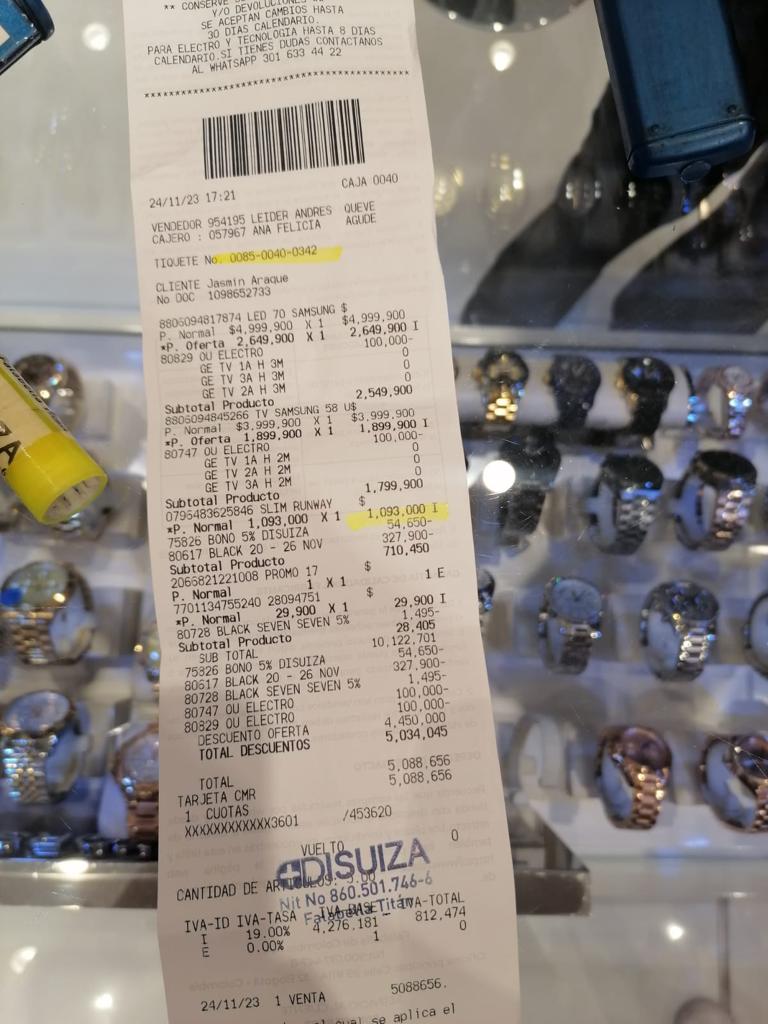 ** CONSERVE
Y/O DEVOLUCIONES
SE ACEPTAN CAMBIOS HASTA
30 DIAS CALENDARIO.
PARA ELECTRO Y TECNOLOGIA HASTA 8 DIAS
CALENDARIO.SI TIENES DUDAS CONTACTANOS
AL WHATSAPP 301 633 44 22
****************************************
24/11/23 17:21 CAJA 0040
VENDEDOR 954195 LEIDER ANDRES QUEVE
CAJERO : 057967 ANA FELICIA AGUDE
TIQUETE No. 0085-0040-0342
CLIENTE Jasmin Araque
No DOC 1098652733
8806094817874 LED 70 SAMSUNG $
P. Normal $4,999,900 X 1 $4,999,900
*P. Oferta 2,649,900 X 1 2,649,900 I
80829 OU ELECTRO 100,000-
GE TV 1A H 3M 0
GE TV 3A H 3M 0
GE TV 2A H 3M 0
Subtotal Producto 2,549,900
8806094845266 TV SAMSUNG 58 U$
P. Normal $3,999,900 X 1 $3,999,900
*P. Oferta 1,899,900 X 1 1,899,900 I
80747 OU ELECTRO 100,000-
GE TV 1A H 2M 0
GE TV 2A H 2M 0
GE TV 3A H 2M 0
Subtotal Producto 1,799,900
0796483625846 SLIM RUNWAY $
*P. Normal 1,093,000 X 1 1,093,000 I
75826 BONO 5% DISUIZA 54,650-
80617 BLACK 20 - 26 NOV 327,900-
Subtotal Producto 710,450
2066821221008 PROMO 17 $
P. Normal 1 X 1 1 E
7701134755240 28094751 $
*P. Normal 29,900 X 1 29,900 I
80728 BLACK SEVEN SEVEN 5% 1,495-
Subtotal Producto 28,405
SUB TOTAL 10,122,701
75826 BONO 5% DISUIZA 54,650-
80617 BLACK 20 - 26 NOV 327,900-
80728 BLACK SEVEN SEVEN 5% 1,495-
80747 OU ELECTRO 100,000-
80829 OU ELECTRO 100,000-
DESCUENTO OFERTA 4,450,000
TOTAL DESCUENTOS 5,034,045
TOTAL 5,088,656
TARJETA CMR 5,088,656
1 CUOTAS
XXXXXXXXXXXX3601 /453620
VUELTO 0
DISUIZA
CANTIDAD DE ARTICULOS: 5.00
Nit No 860.501.746-6
Falabella Titán
IVA-ID IVA-TASA IVA-BASE IVA-TOTAL
I 19.00% 4,276,181 812,474
E 0.00% 1 0
24/11/23 1 VENTA 5088656.
cual se aplica el